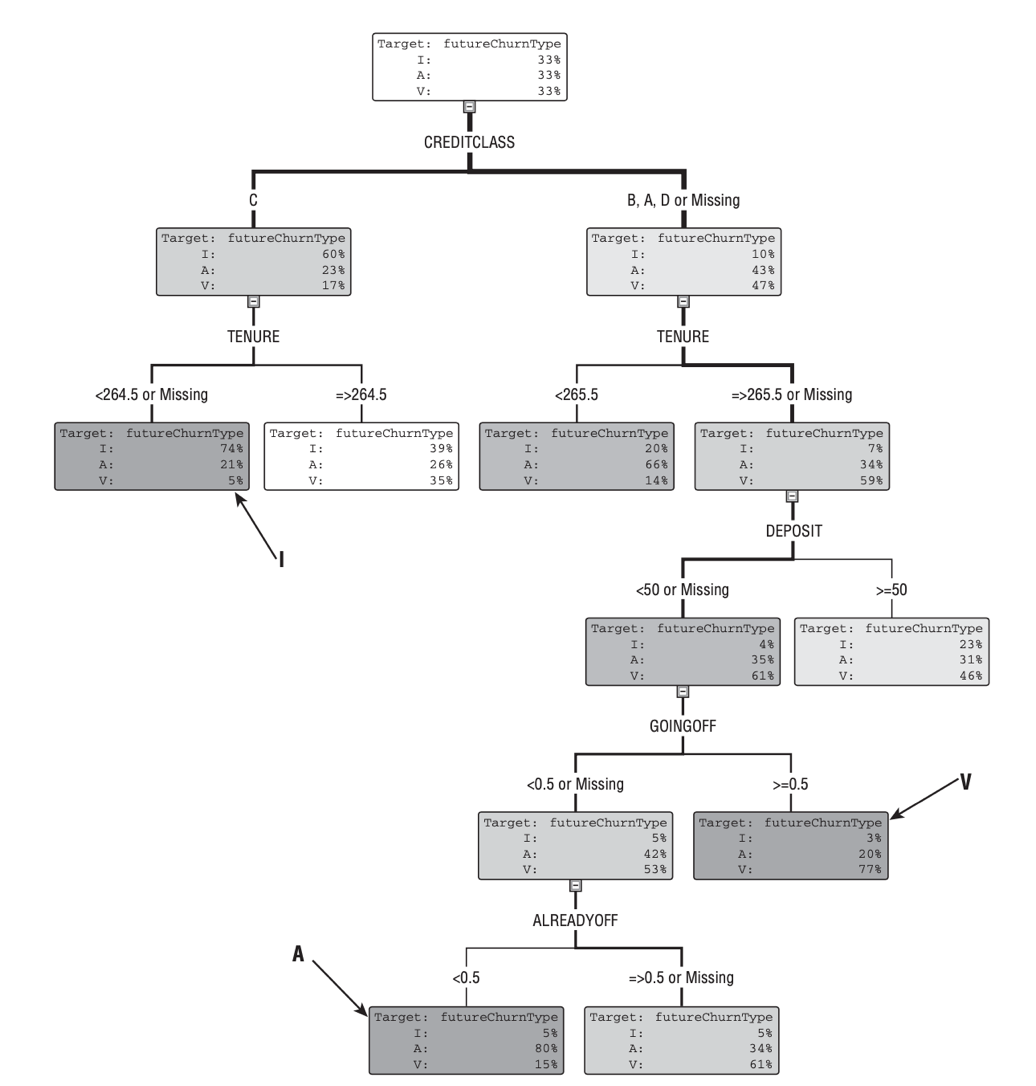 Target: futureChurnType
I: 33%
A: 33%
V: 33%
CREDITCLASS
C
B, A, D or Missing
Target: futureChurnType
I: 60%
A: 23%
V: 17%
Target: futureChurnType
I: 10%
A: 43%
V: 47%
TENURE
TENURE
<264.5 or Missing
=>264.5
<265.5
=>265.5 or Missing
Target: futureChurnType
I: 74%
A: 21%
V: 5%
Target: futureChurnType
I: 39%
A: 26%
V: 35%
Target: futureChurnType
I: 20%
A: 66%
V: 14%
Target: futureChurnType
I: 7%
A: 34%
V: 59%
I
DEPOSIT
<50 or Missing
>=50
Target: futureChurnType
I: 4%
A: 35%
V: 61%
Target: futureChurnType
I: 23%
A: 31%
V: 46%
GOINGOFF
<0.5 or Missing
>=0.5
V
Target: futureChurnType
I: 5%
A: 42%
V: 53%
Target: futureChurnType
I: 3%
A: 20%
V: 77%
ALREADYOFF
A
<0.5
=>0.5 or Missing
Target: futureChurnType
I: 5%
A: 80%
V: 15%
Target: futureChurnType
I: 5%
A: 34%
V: 61%